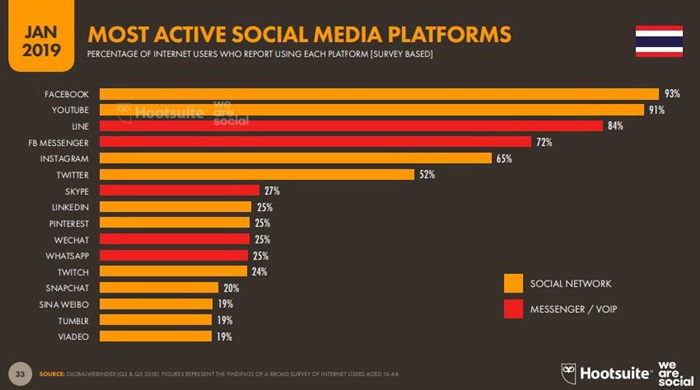 JAN
2019
MOST ACTIVE SOCIAL MEDIA PLATFORMS
PERCENTAGE OF INTERNET USERS WHO REPORT USING EACH PLATFORM [SURVEY BASED]
FACEBOOK 93%
YOUTUBE 91%
LINE 84%
FB MESSENGER 72%
INSTAGRAM 65%
TWITTER 52%
SKYPE 27%
LINKEDIN 25%
PINTEREST 25%
WECHAT 25%
WHATSAPP 25%
TWITCH 24%
SNAPCHAT 20%
SINA WEIBO 19%
TUMBLR 19%
VIADEO 19%
Hootsuite™
we are social
SOCIAL NETWORK
MESSENGER / VOIP
33
SOURCE: GLOBALWEBINDEX (Q2 & Q3 2018). FIGURES REPRESENT THE FINDINGS OF A BROAD SURVEY OF INTERNET USERS AGED 16-64.
Hootsuite™
we are social